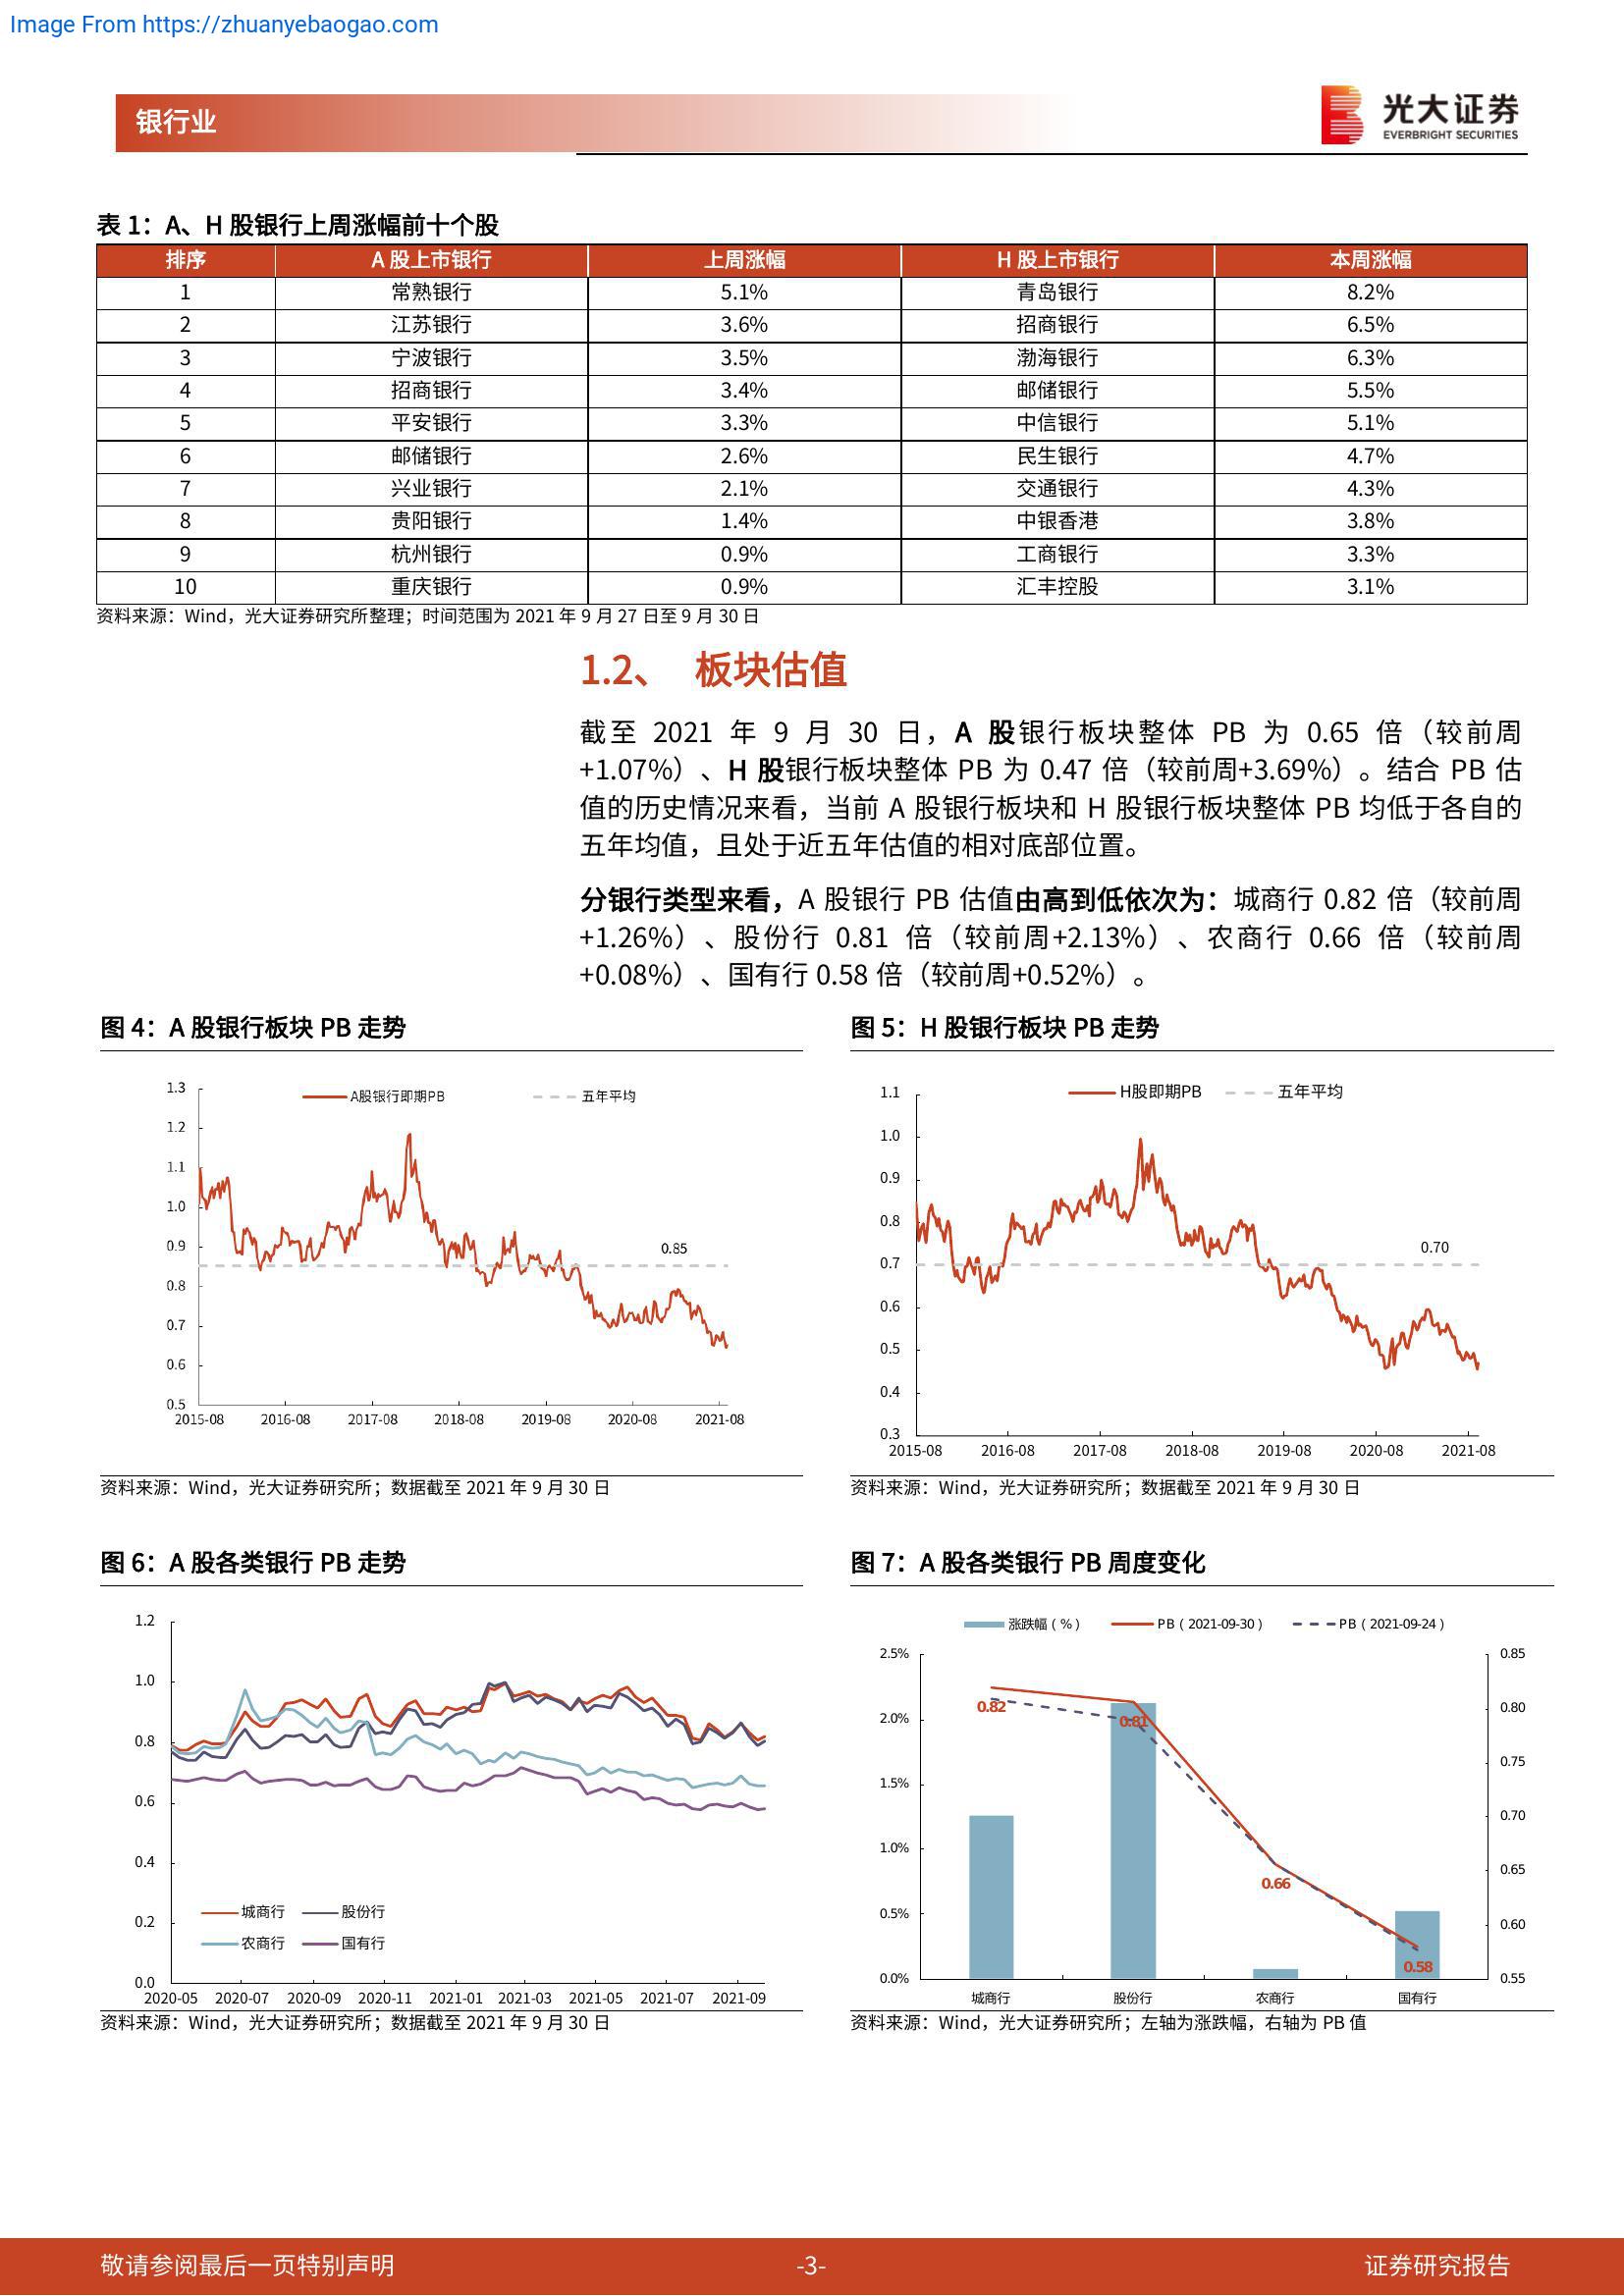 Image From https://zhuanyebaogao.com
银行业
光大证券
EVERBRIGHT SECURITIES
表 1：A、H 股银行上周涨幅前十个股
排序 A 股上市银行 上周涨幅 H 股上市银行 本周涨幅
1 常熟银行 5.1% 青岛银行 8.2%
2 江苏银行 3.6% 招商银行 6.5%
3 宁波银行 3.5% 渤海银行 6.3%
4 招商银行 3.4% 邮储银行 5.5%
5 平安银行 3.3% 中信银行 5.1%
6 邮储银行 2.6% 民生银行 4.7%
7 兴业银行 2.1% 交通银行 4.3%
8 贵阳银行 1.4% 中银香港 3.8%
9 杭州银行 0.9% 工商银行 3.3%
10 重庆银行 0.9% 汇丰控股 3.1%
资料来源：Wind，光大证券研究所整理；时间范围为 2021 年 9 月 27 日至 9 月 30 日
1.2、 板块估值
截至 2021 年 9 月 30 日，A 股银行板块整体 PB 为 0.65 倍（较前周
+1.07%）、H 股银行板块整体 PB 为 0.47 倍（较前周+3.69%）。结合 PB 估
值的历史情况来看，当前 A 股银行板块和 H 股银行板块整体 PB 均低于各自的
五年均值，且处于近五年估值的相对底部位置。
分银行类型来看，A 股银行 PB 估值由高到低依次为：城商行 0.82 倍（较前周
+1.26%）、股份行 0.81 倍（较前周+2.13%）、农商行 0.66 倍（较前周
+0.08%）、国有行 0.58 倍（较前周+0.52%）。
图 4：A 股银行板块 PB 走势
A股银行即期PB 五年平均
1.3
1.2
1.1
1.0
0.9
0.8
0.7
0.6
0.5
0.85
2015-08 2016-08 2017-08 2018-08 2019-08 2020-08 2021-08
资料来源：Wind，光大证券研究所；数据截至 2021 年 9 月 30 日
图 5：H 股银行板块 PB 走势
H股即期PB 五年平均
1.1
1.0
0.9
0.8
0.7
0.6
0.5
0.4
0.3
0.70
2015-08 2016-08 2017-08 2018-08 2019-08 2020-08 2021-08
资料来源：Wind，光大证券研究所；数据截至 2021 年 9 月 30 日
图 6：A 股各类银行 PB 走势
1.2
1.0
0.8
0.6
0.4
0.2
0.0
城商行 股份行
农商行 国有行
2020-05 2020-07 2020-09 2020-11 2021-01 2021-03 2021-05 2021-07 2021-09
资料来源：Wind，光大证券研究所；数据截至 2021 年 9 月 30 日
图 7：A 股各类银行 PB 周度变化
涨跌幅（%） PB（2021-09-30） PB（2021-09-24）
2.5%
2.0%
1.5%
1.0%
0.5%
0.0%
0.82
0.81
0.66
0.58
0.85
0.80
0.75
0.70
0.65
0.60
0.55
城商行 股份行 农商行 国有行
资料来源：Wind，光大证券研究所；左轴为涨跌幅，右轴为 PB 值
敬请参阅最后一页特别声明 -3- 证券研究报告